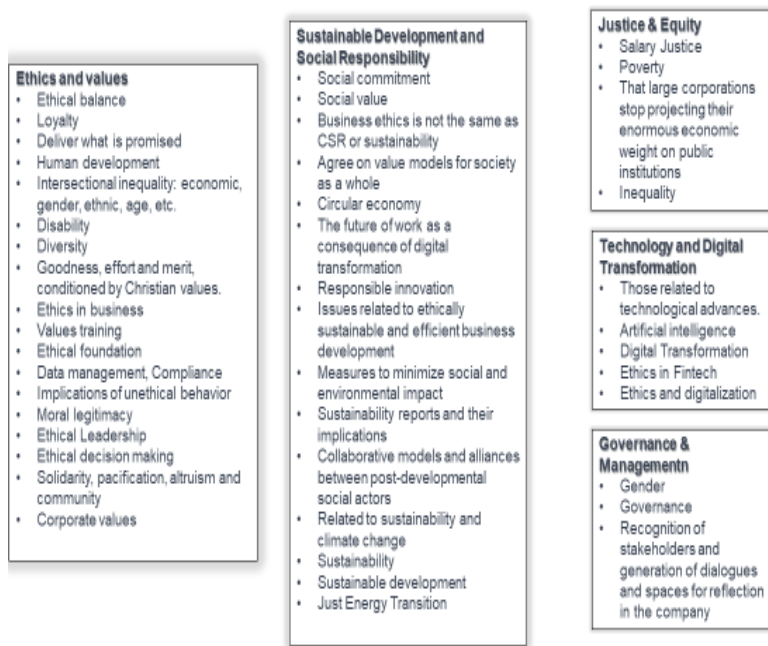 Ethics and values
• Ethical balance
• Loyalty
• Deliver what is promised
• Human development
• Intersectional inequality: economic,
gender, ethnic, age, etc.
• Disability
• Diversity
• Goodness, effort and merit,
conditioned by Christian values.
• Ethics in business
• Values training
• Ethical foundation
• Data management, Compliance
• Implications of unethical behavior
• Moral legitimacy
• Ethical Leadership
• Ethical decision making
• Solidarity, pacification, altruism and
community
• Corporate values
Sustainable Development and
Social Responsibility
• Social commitment
• Social value
• Business ethics is not the same as
CSR or sustainability
• Agree on value models for society
as a whole
• Circular economy
• The future of work as a
consequence of digital
transformation
• Responsible innovation
• Issues related to ethically
sustainable and efficient business
development
• Measures to minimize social and
environmental impact
• Sustainability reports and their
implications
• Collaborative models and alliances
between post-developmental
social actors
• Related to sustainability and
climate change
• Sustainability
• Sustainable development
• Just Energy Transition
Justice & Equity
• Salary Justice
• Poverty
• That large corporations
stop projecting their
enormous economic
weight on public
institutions
• Inequality
Technology and Digital
Transformation
• Those related to
technological advances.
• Artificial intelligence
• Digital Transformation
• Ethics in Fintech
• Ethics and digitalization
Governance &
Managementn
• Gender
• Governance
• Recognition of
stakeholders and
generation of dialogues
and spaces for reflection
in the company